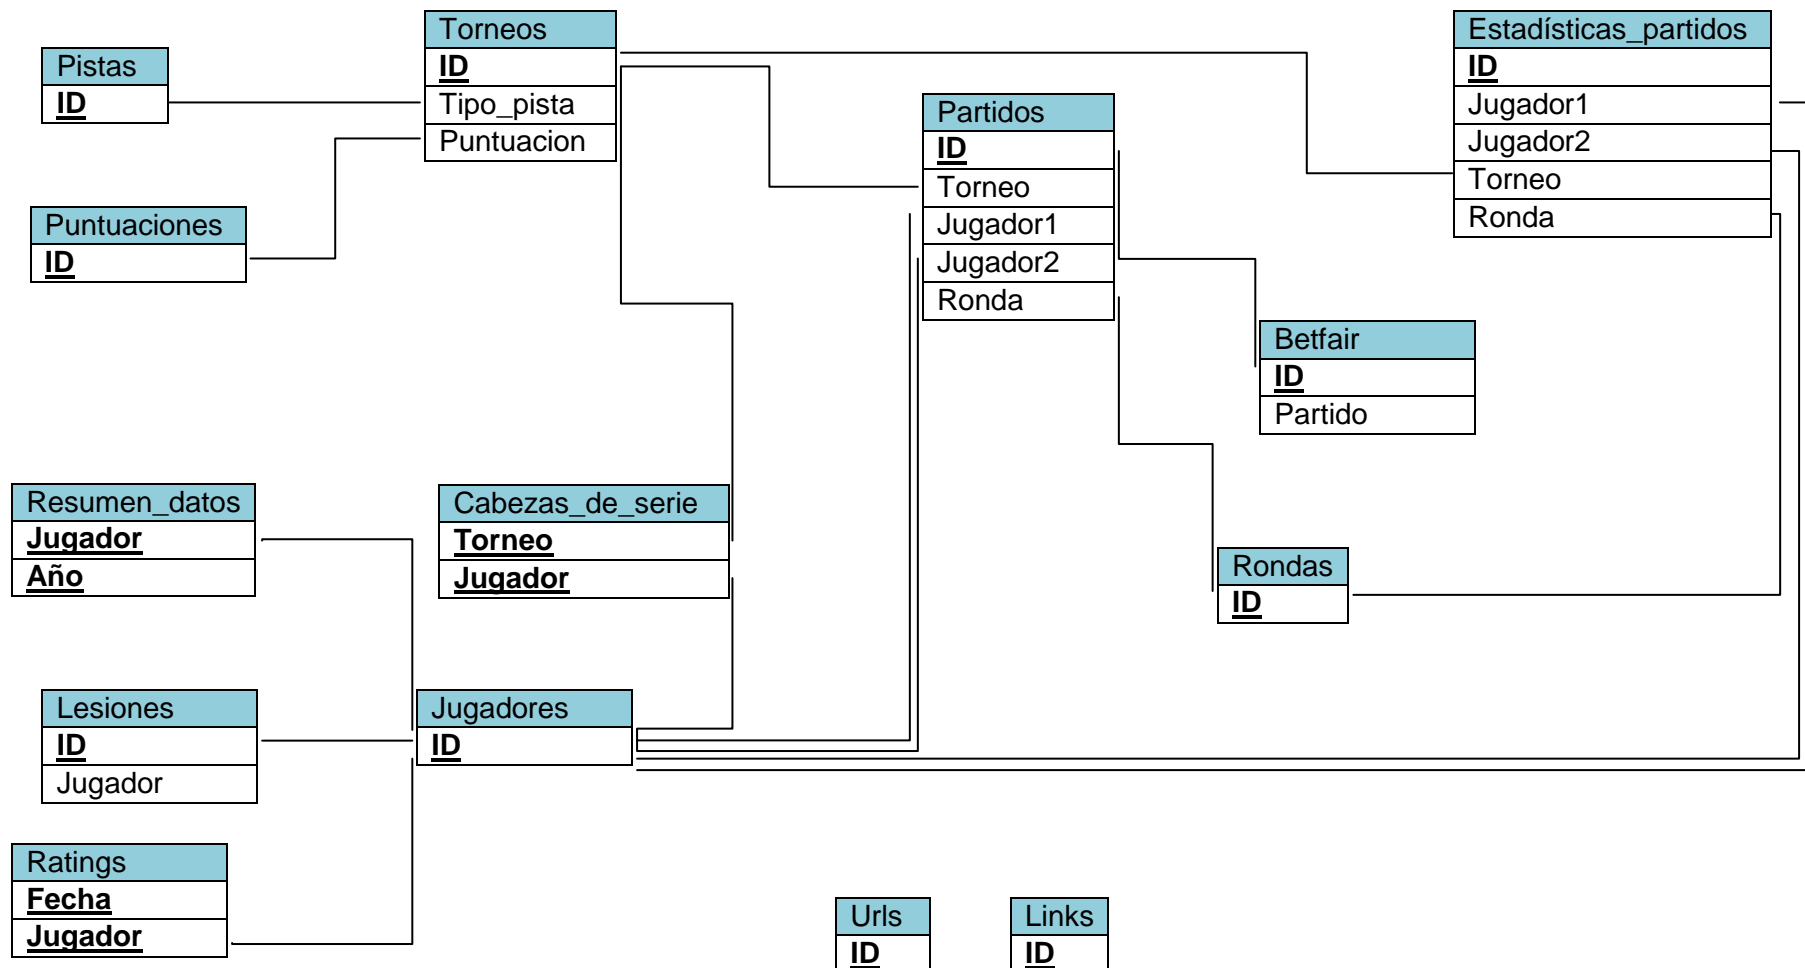 Torneos
ID
Tipo_pista
Puntuacion
Estadísticas_partidos
ID
Jugador1
Jugador2
Torneo
Ronda
Pistas
ID
Partidos
ID
Torneo
Jugador1
Jugador2
Ronda
Puntuaciones
ID
Betfair
ID
Partido
Resumen_datos
Jugador
Año
Cabezas_de_serie
Torneo
Jugador
Rondas
ID
Lesiones
ID
Jugador
Jugadores
ID
Ratings
Fecha
Jugador
Urls
ID
Links
ID